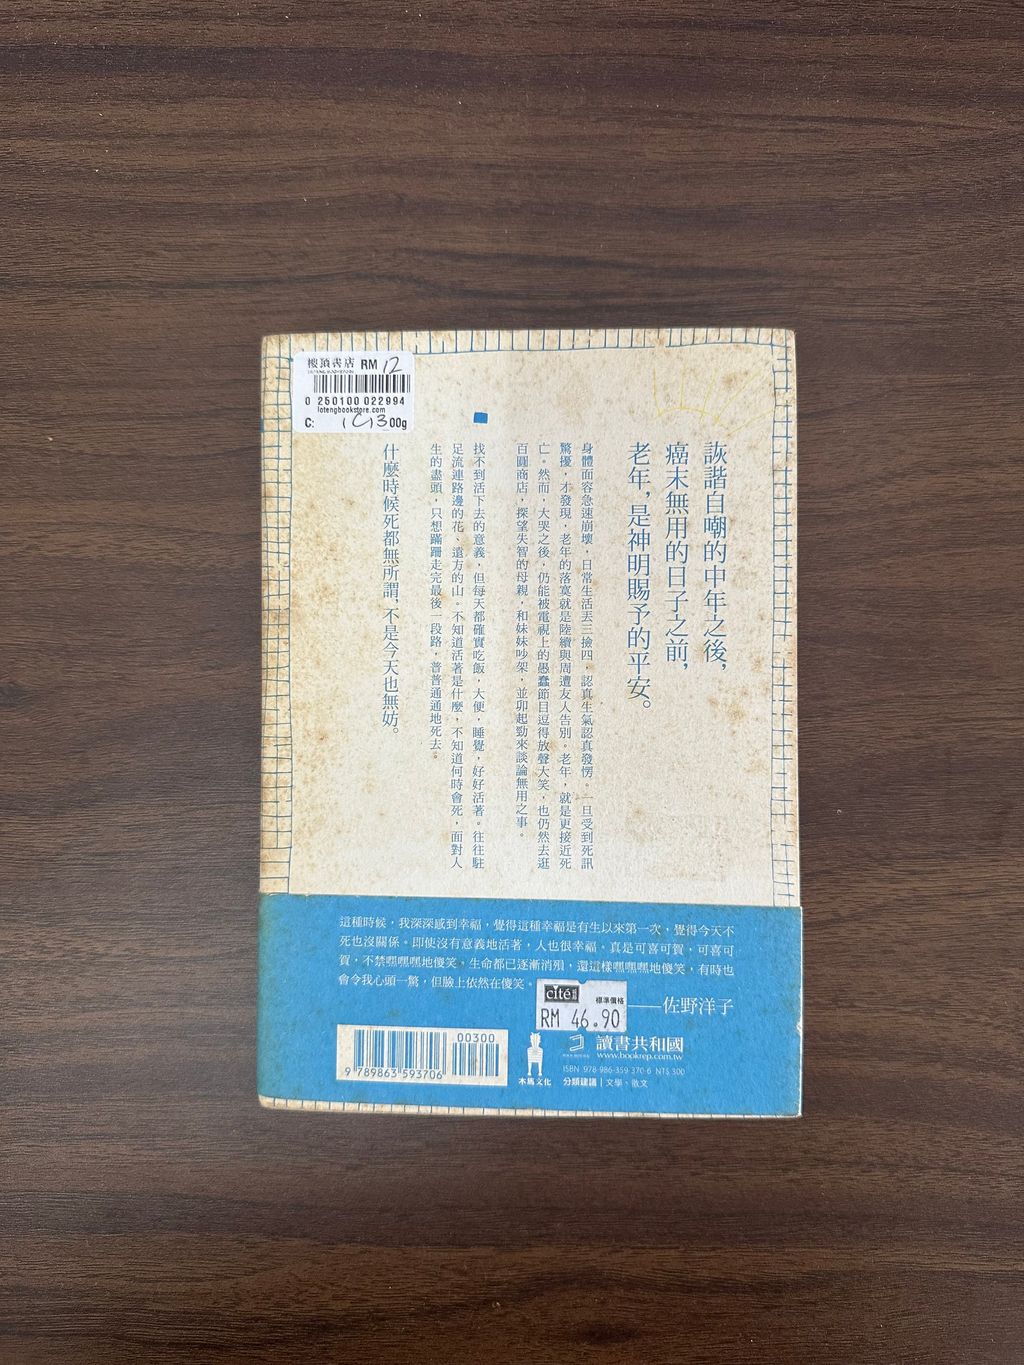 樓頂書店 RM 12
0 250100 022994
lotengbookstore.com
C: 00g
詼諧自嘲的中年之後，
癌末無用的日子之前，
老年，是神明賜予的平安。
身體面容急速崩壞，日常生活丟三撿四，認真生氣認真發愣。一旦受到死訊
驚擾，才發現，老年的落寞就是陸續與周遭友人告別。老年，就是更接近死
亡。然而，大哭之後，仍能被電視上的愚蠢節目逗得放聲大笑，也仍然去逛
百圓商店，探望失智的母親，和妹妹吵架，並卯起勁來談論無用之事。
找不到活下去的意義，但每天都確實吃飯，大便，睡覺，好好活著。往往駐
足流連路邊的花、遠方的山。不知道活著是什麼，不知道何時會死，面對人
生的盡頭，只想蹣跚走完最後一段路，普普通通地死去。
什麼時候死都無所謂，不是今天也無妨。
這種時候，我深深感到幸福，覺得這種幸福是有生以來第一次，覺得今天不
死也沒關係。即使沒有意義地活著，人也很幸福。真是可喜可賀，可喜可
賀，不禁嘿嘿嘿地傻笑，生命都已逐漸消殞，還這樣嘿嘿嘿地傻笑，有時也
會令我心頭一驚，但臉上依然在傻笑。
——佐野洋子
cité 標準價格
RM 46.90
00300
9 789863 593706
木馬文化
讀書共和國
www.bookrep.com.tw
ISBN 978-986-359-370-6 NT$ 300
分類建議｜文學、散文